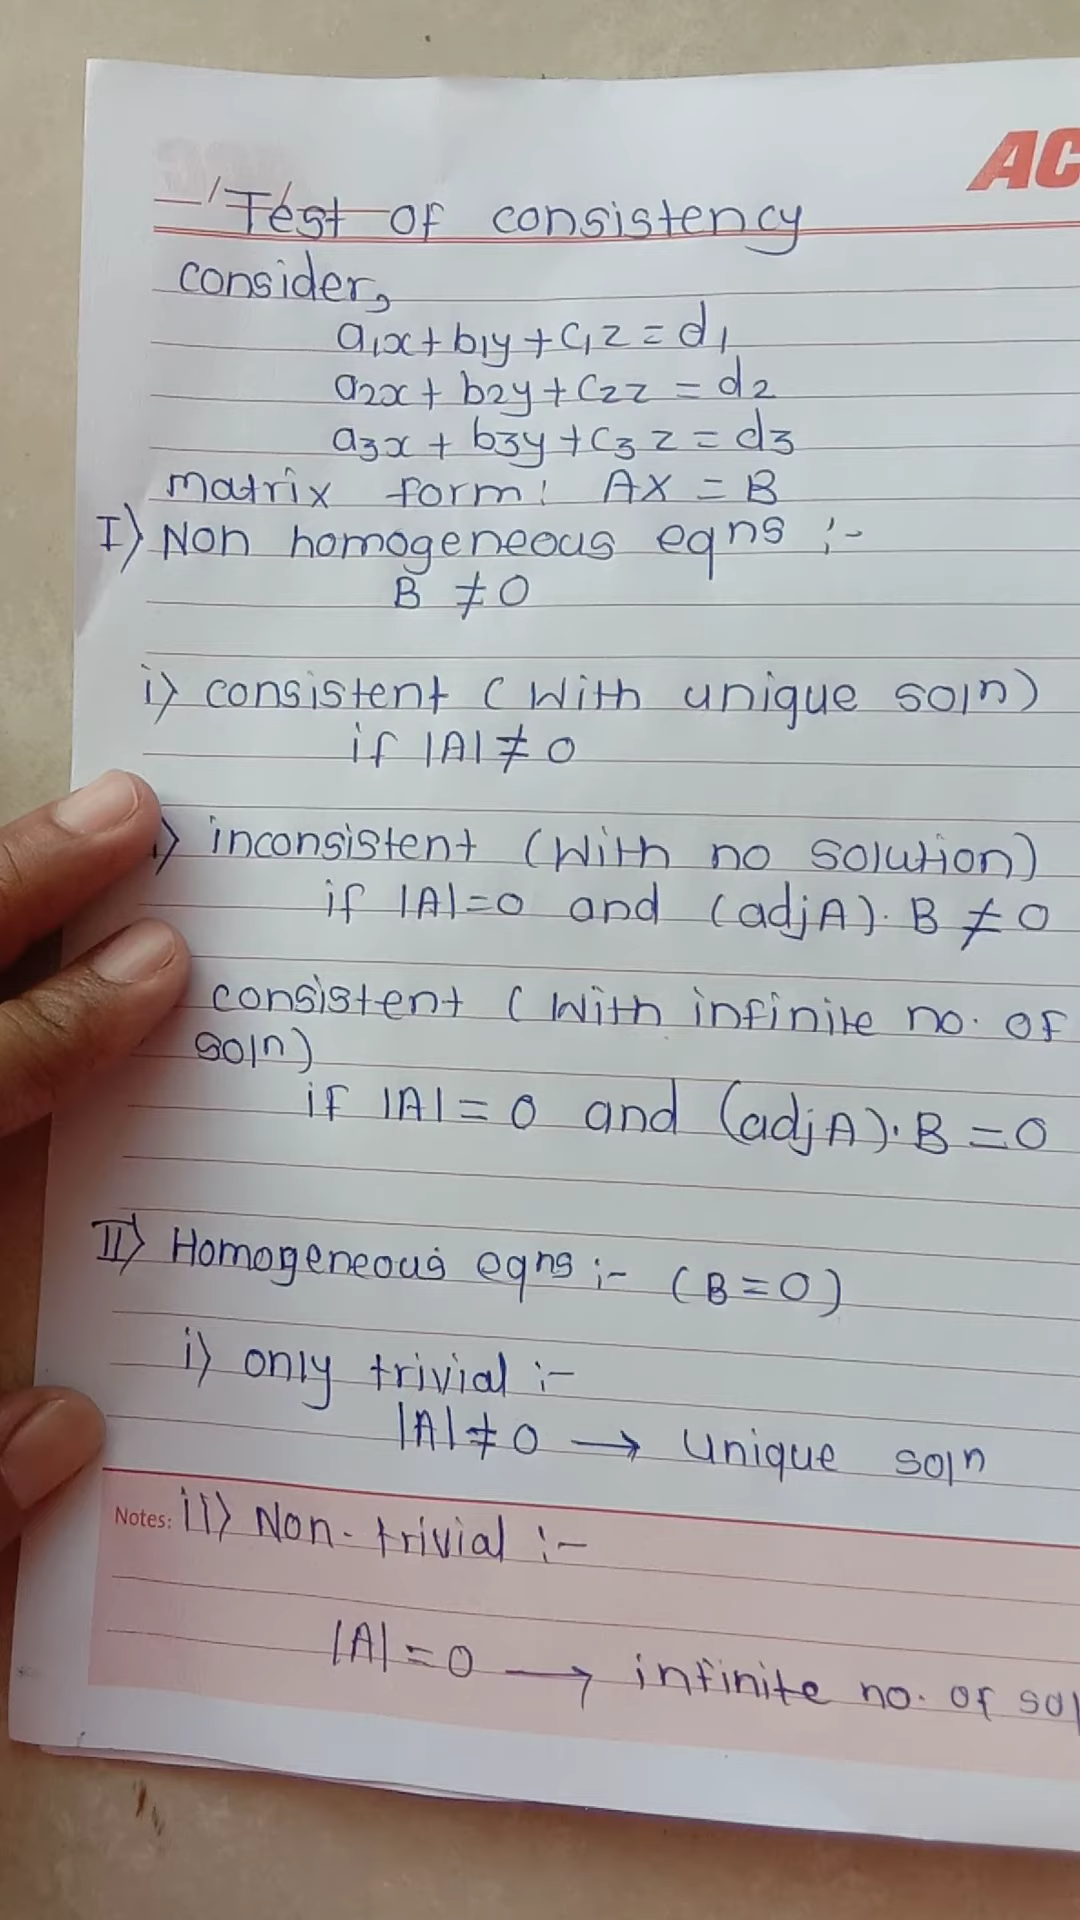 AC
Test of consistency
consider,
a1x + b1y + c1z = d1
a2x + b2y + c2z = d2
a3x + b3y + c3z = d3
matrix form: AX = B
I) Non homogeneous eqns :-
B ≠ 0
i) consistent (With unique soln)
if |A| ≠ 0
) inconsistent (With no solution)
if |A|=0 and (adjA). B ≠ 0
consistent (With infinite no. of
soln)
if |A| = 0 and (adjA).B = 0
II) Homogeneous eqns :- (B=0)
i) only trivial :-
|A| ≠ 0 → unique soln
Notes: ii) Non-trivial :-
|A| = 0 → infinite no. of sol